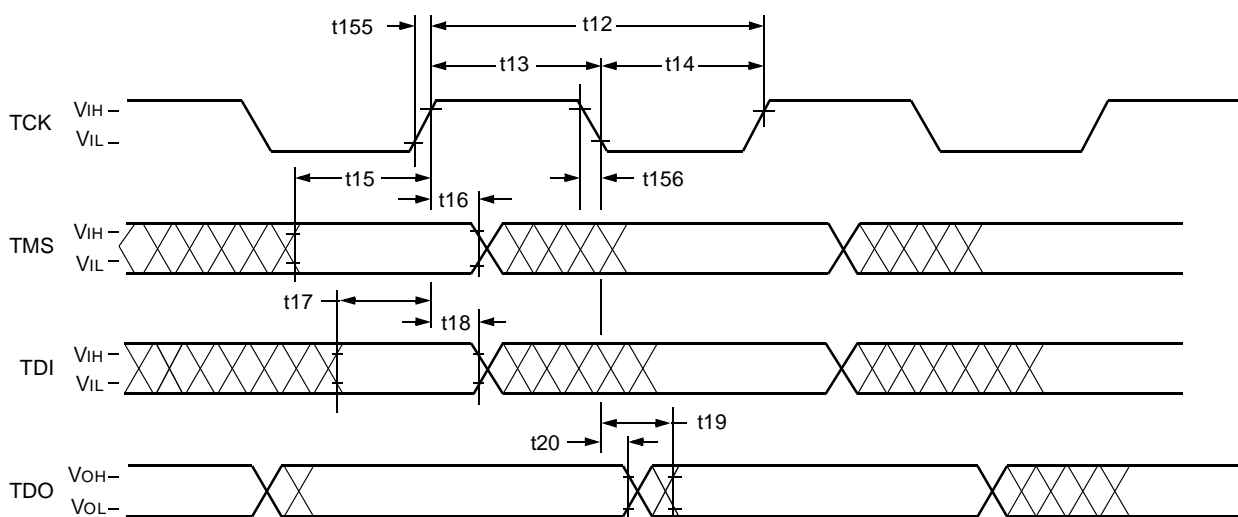 t155
t12
t13
t14
TCK
VIH
VIL
t15
t16
t156
TMS
VIH
VIL
t17
t18
TDI
VIH
VIL
t19
t20
TDO
VOH
VOL